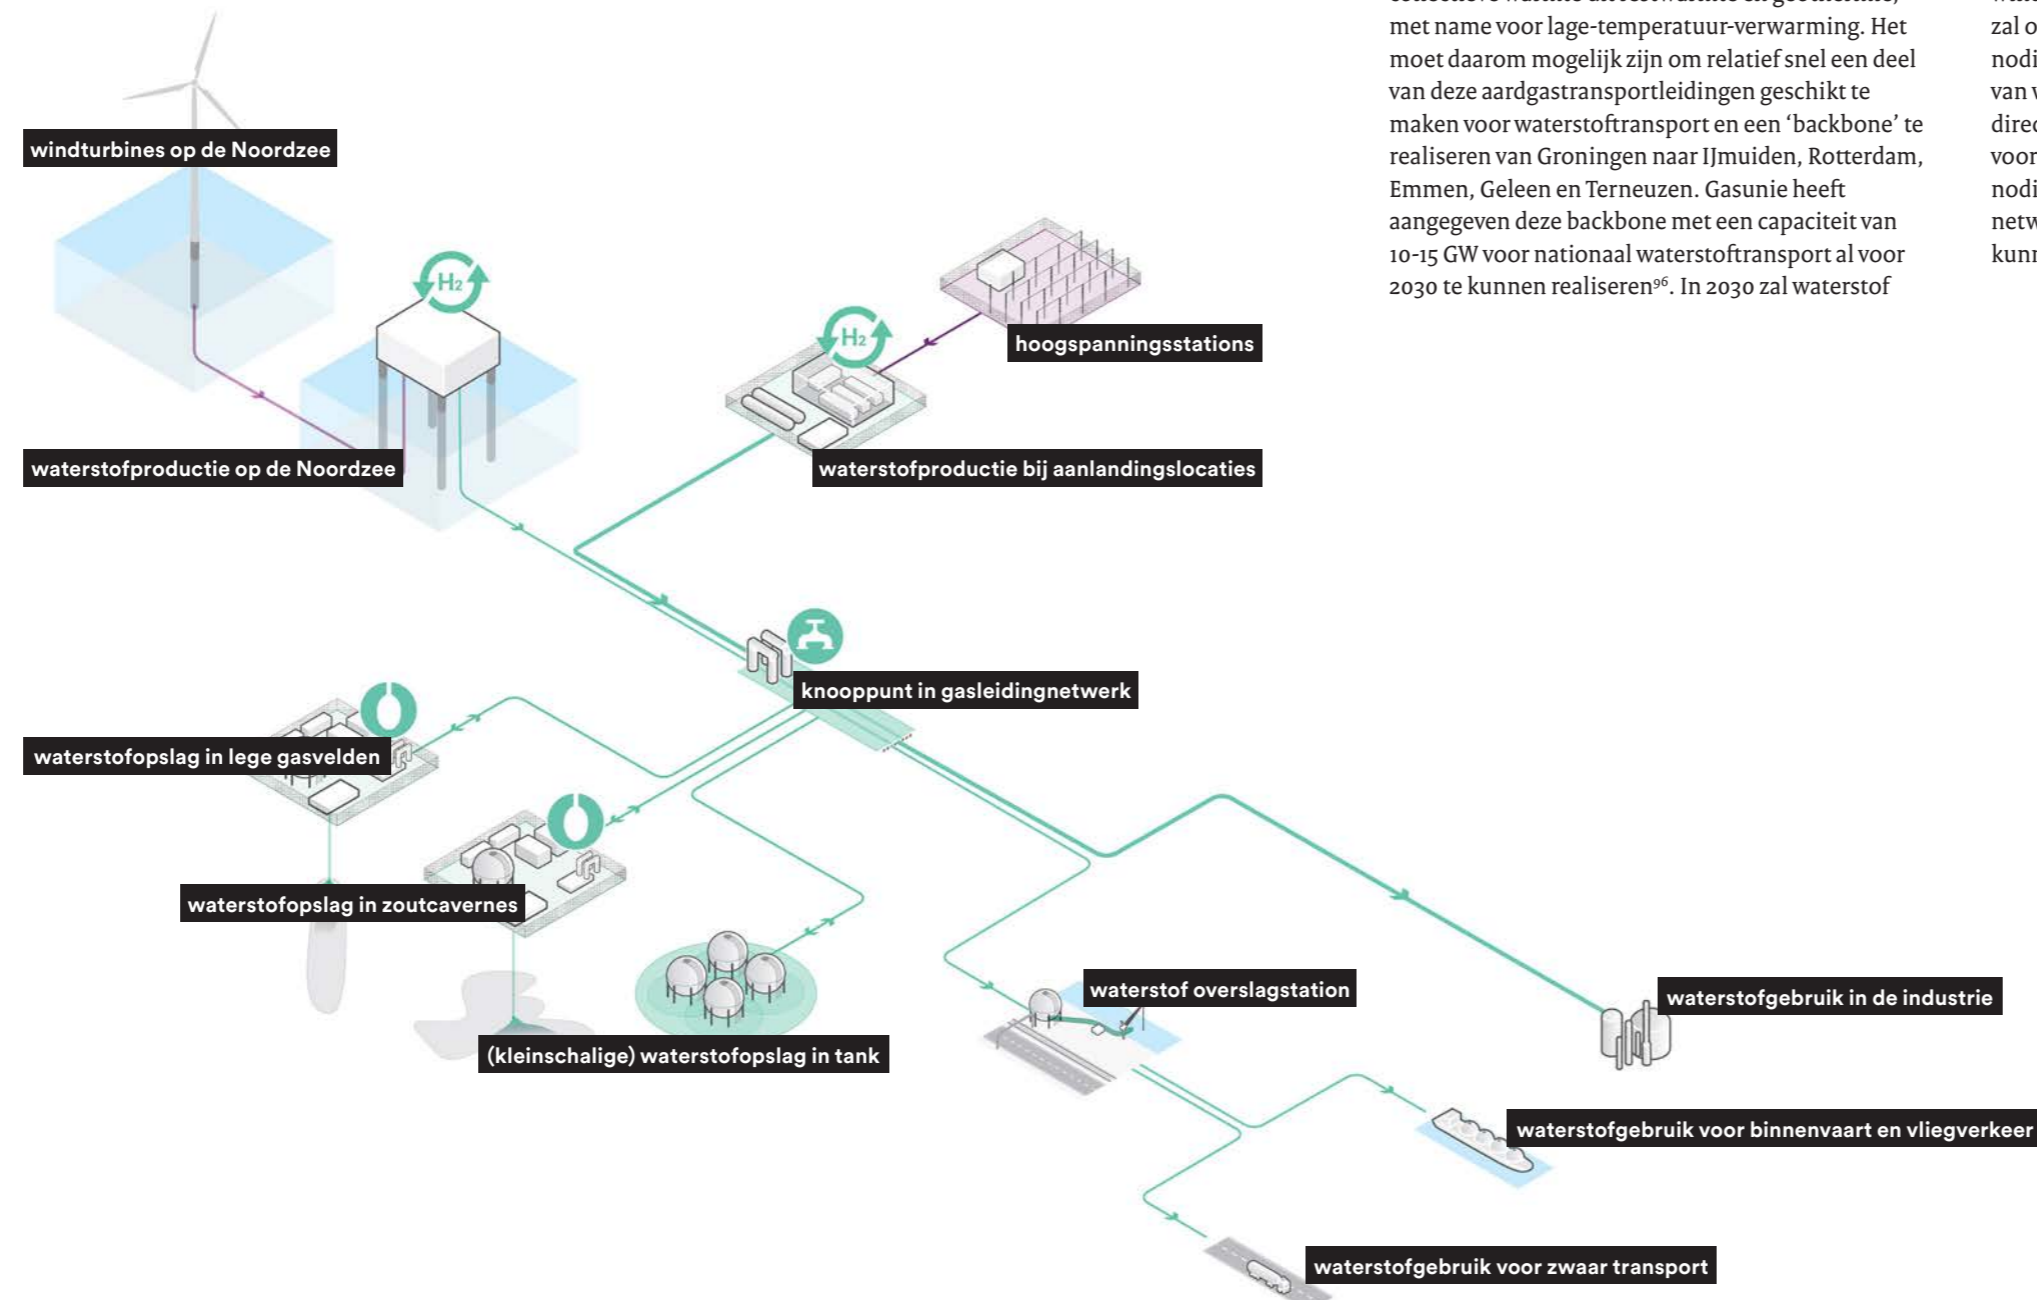 met name voor lage-temperatuur-verwarming. Het
moet daarom mogelijk zijn om relatief snel een deel
van deze aardgastransportleidingen geschikt te
maken voor waterstoftransport en een ‘backbone’ te
realiseren van Groningen naar IJmuiden, Rotterdam,
Emmen, Geleen en Terneuzen. Gasunie heeft
aangegeven deze backbone met een capaciteit van
10-15 GW voor nationaal waterstoftransport al voor
2030 te kunnen realiseren⁹⁶. In 2030 zal waterstof
zal
van
windturbines op de Noordzee
H₂
H₂
hoogspanningsstations
waterstofproductie op de Noordzee
waterstofproductie bij aanlandingslocaties
knooppunt in gasleidingnetwerk
waterstofopslag in lege gasvelden
waterstofopslag in zoutcavernes
(kleinschalige) waterstofopslag in tank
waterstof overslagstation
waterstofgebruik in de industrie
waterstofgebruik voor binnenvaart en vliegverkeer
waterstofgebruik voor zwaar transport